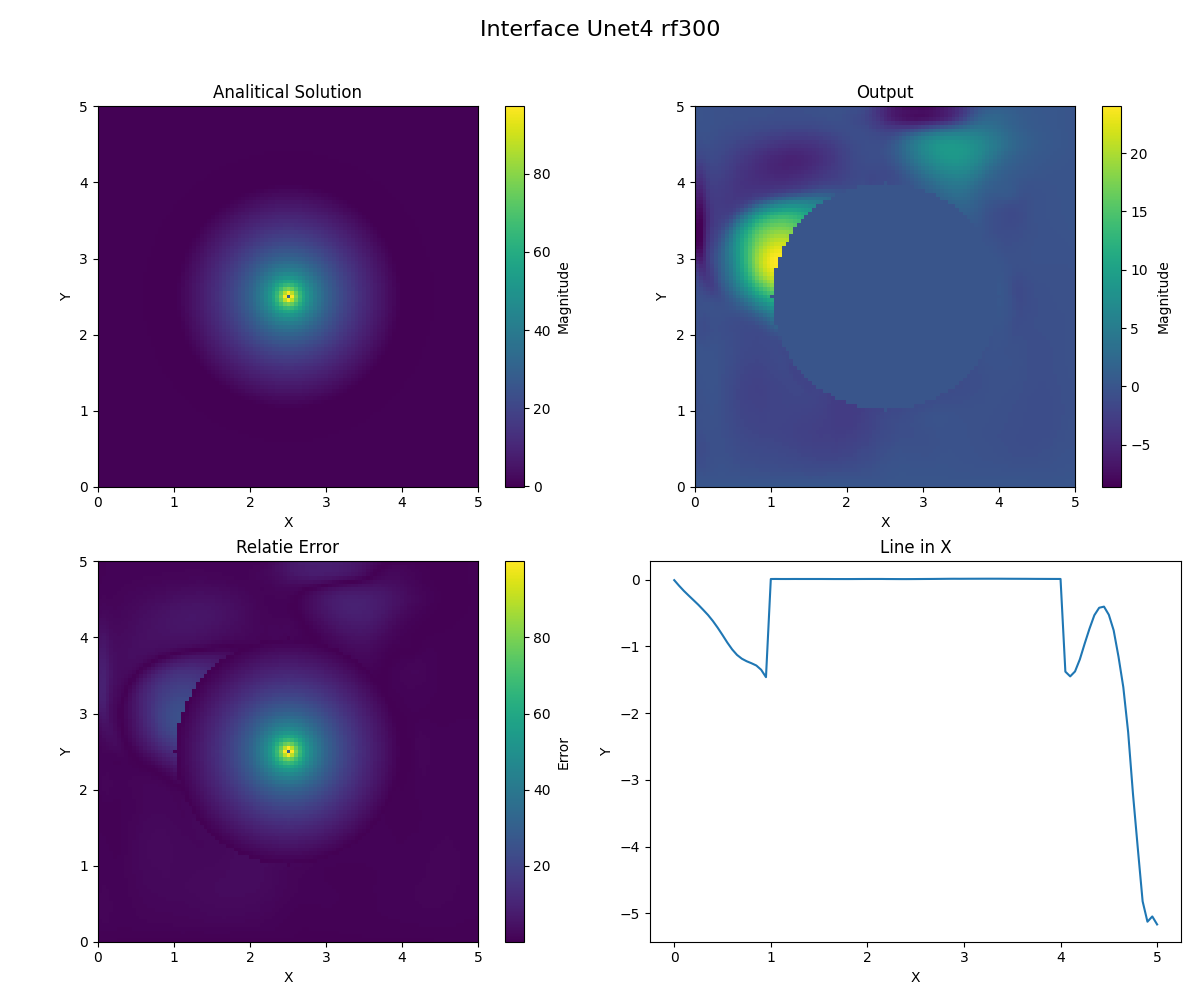 Interface Unet4 rf300
Analitical Solution
5
4
3
2
1
0
0 1 2 3 4 5
X
Y
80
60
40
20
0
Magnitude
Output
5
4
3
2
1
0
0 1 2 3 4 5
X
Y
20
15
10
5
0
−5
Magnitude
Relatie Error
5
4
3
2
1
0
0 1 2 3 4 5
X
Y
80
60
40
20
Error
Line in X
0
−1
−2
−3
−4
−5
0 1 2 3 4 5
X
Y